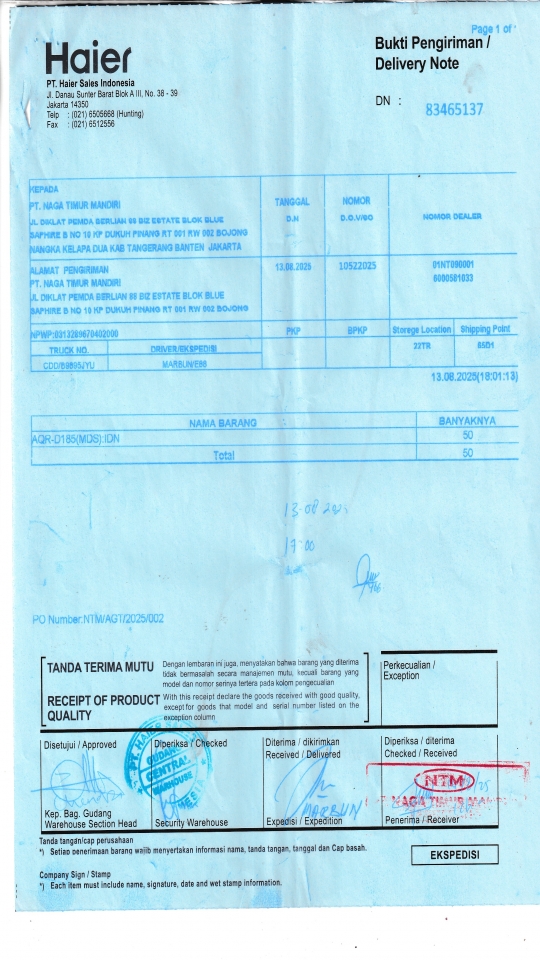 Page 1 of
Haier
Bukti Pengiriman /
Delivery Note
PT. Haier Sales Indonesia
Jl. Danau Sunter Barat Blok A III, No. 38 - 39
Jakarta 14350
Telp : (021) 6505668 (Hunting)
Fax : (021) 6512556
DN : 83465137
KEPADA
PT. NAGA TIMUR MANDIRI
JL DIKLAT PEMDA BERLIAN 88 BIZ ESTATE BLOK BLUE
SAPHIRE B NO 10 KP DUKUH PINANG RT 001 RW 002 BOJONG
NANGKA KELAPA DUA KAB TANGERANG BANTEN JAKARTA
TANGGAL
D.N
NOMOR
D.O./SO
NOMOR DEALER
ALAMAT PENGIRIMAN
PT. NAGA TIMUR MANDIRI
JL DIKLAT PEMDA BERLIAN 88 BIZ ESTATE BLOK BLUE
SAPHIRE B NO 10 KP DUKUH PINANG RT 001 RW 002 BOJONG
13.08.2025
10522025
01NT090001
6000581033
NPWP:0313289670402000
PKP
BPKP
Storege Location
Shipping Point
TRUCK NO.
DRIVER/EKSPEDISI
22TR
85D1
MARBUN/E86
13.08.2025(18:01:13)
NAMA BARANG
BANYAKNYA
AQR-D185(MDS):IDN
50
Total
50
13-08
17-00
PO Number:NTM/AGT/2025/002
TANDA TERIMA MUTU
Dengan lembaran ini juga, menyatakan bahwa barang yang diterima
tidak bermasalah secara manajemen mutu, kecuali barang yang
model dan nomor serinya tertera pada kolom pengecualian
RECEIPT OF PRODUCT
QUALITY
With this receipt declare the goods received with good quality,
except for goods that model and serial number listed on the
exception column
Perkecualian /
Exception
Disetujui / Approved
Diperiksa / Checked
Diterima / dikirimkan
Received / Delivered
Diperiksa / diterima
Checked / Received
PT. HAIER
GUDANG
CENTRAL
WARHOUSE
MARBUN
NTM
NAGA TIMUR
Kep. Bag. Gudang
Warehouse Section Head
Security Warehouse
Expedisi / Expedition
Penerima / Receiver
Tanda tangan/cap perusahaan
*) Setiap penerimaan barang wajib menyertakan informasi nama, tanda tangan, tanggal dan Cap basah.
EKSPEDISI
Company Sign / Stamp
*) Each item must include name, signature, date and wet stamp information.